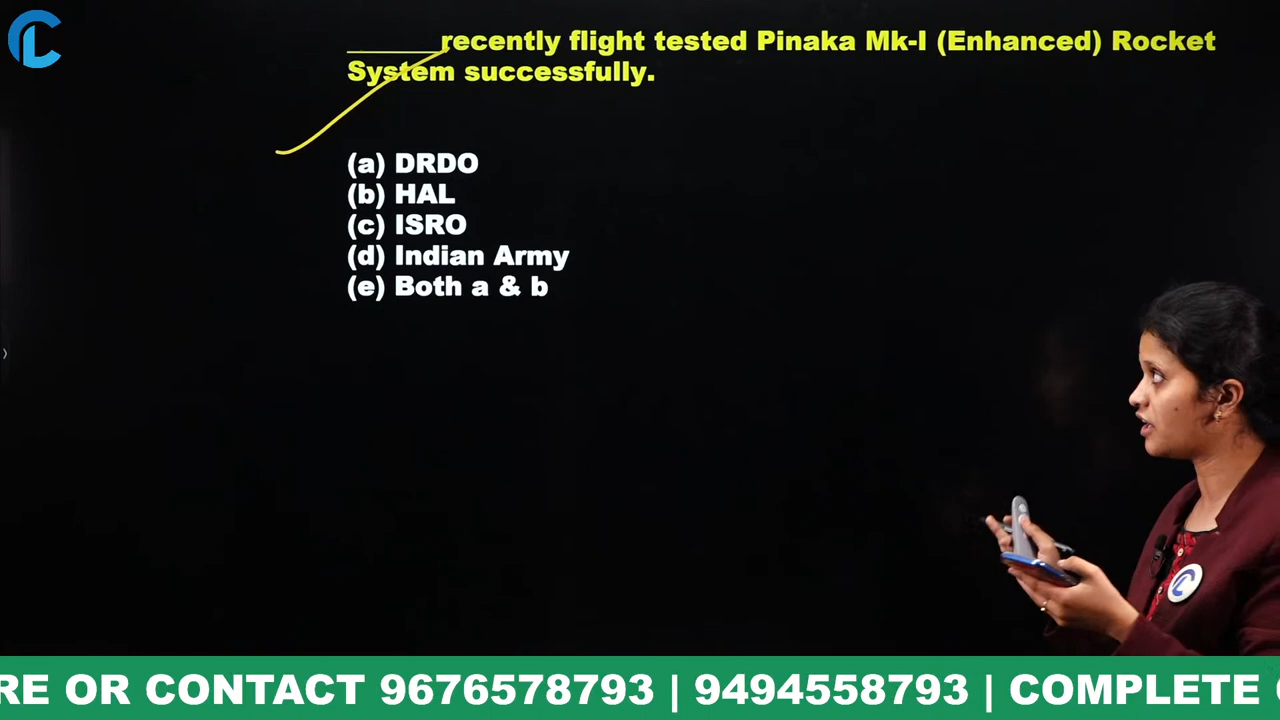 ________recently flight tested Pinaka Mk-I (Enhanced) Rocket
System successfully.
(a) DRDO
(b) HAL
(c) ISRO
(d) Indian Army
(e) Both a & b
RE OR CONTACT 9676578793 | 9494558793 | COMPLETE